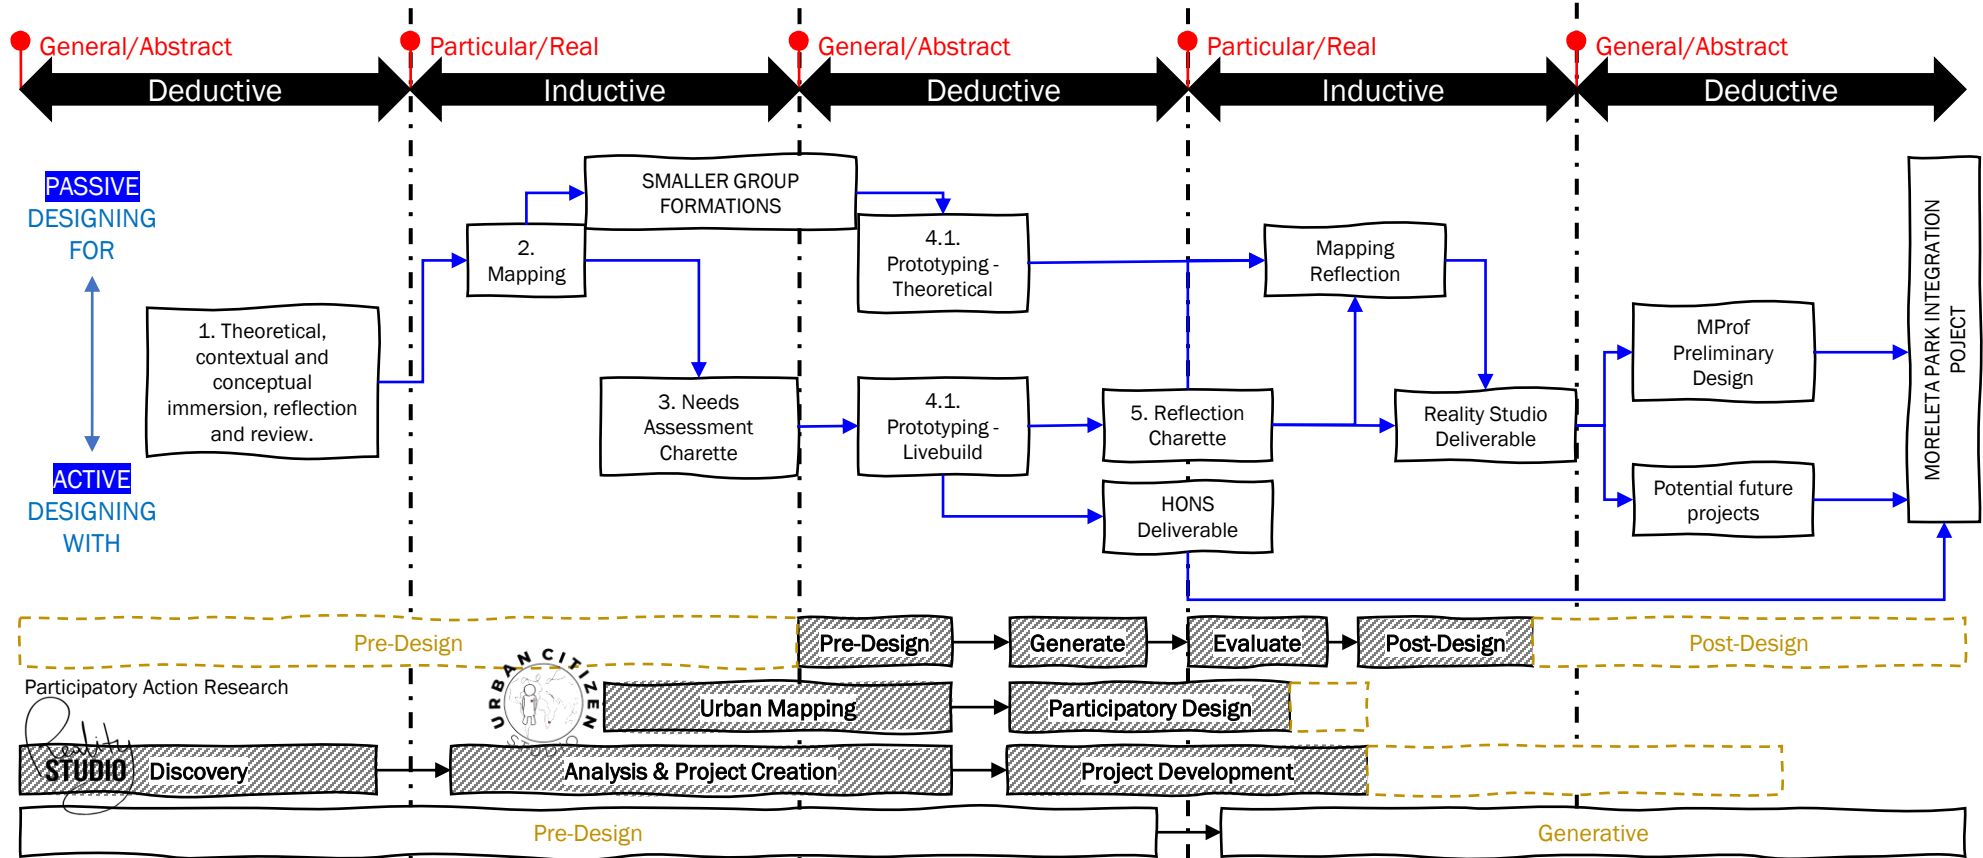 General/Abstract
Particular/Real
General/Abstract
Particular/Real
General/Abstract
Deductive
Inductive
Deductive
Inductive
Deductive
PASSIVE
DESIGNING
FOR
ACTIVE
DESIGNING
WITH
1. Theoretical,
contextual and
conceptual
immersion, reflection
and review.
2.
Mapping
SMALLER GROUP
FORMATIONS
3. Needs
Assessment
Charette
4.1.
Prototyping -
Theoretical
4.1.
Prototyping -
Livebuild
5. Reflection
Charette
HONS
Deliverable
Mapping
Reflection
Reality Studio
Deliverable
MProf
Preliminary
Design
Potential future
projects
MORELETA PARK INTEGRATION
POJECT
Pre-Design
Pre-Design
Generate
Evaluate
Post-Design
Post-Design
Participatory Action Research
URBAN CITIZEN
STUDIO
Urban Mapping
Participatory Design
Reality
STUDIO
Discovery
Analysis & Project Creation
Project Development
Pre-Design
Generative